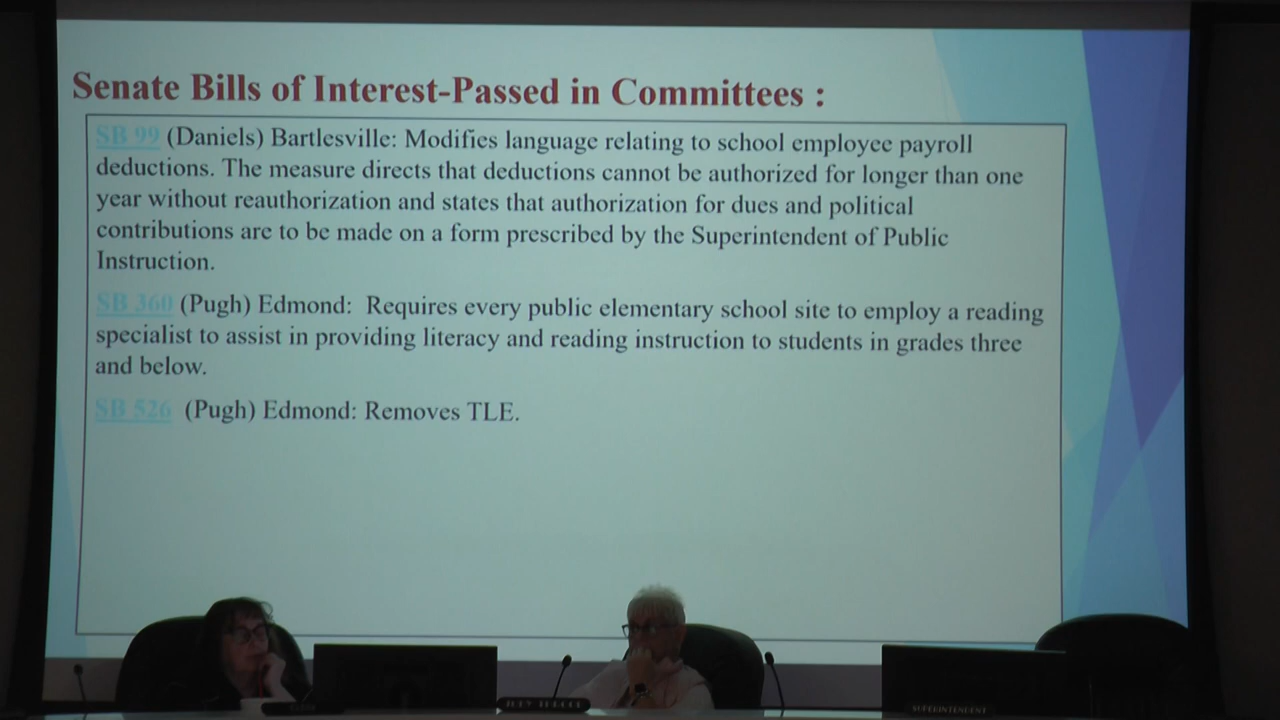 Senate Bills of Interest-Passed in Committees :
SB 99 (Daniels) Bartlesville: Modifies language relating to school employee payroll
deductions. The measure directs that deductions cannot be authorized for longer than one
year without reauthorization and states that authorization for dues and political
contributions are to be made on a form prescribed by the Superintendent of Public
Instruction.
SB 360 (Pugh) Edmond: Requires every public elementary school site to employ a reading
specialist to assist in providing literacy and reading instruction to students in grades three
and below.
SB 526 (Pugh) Edmond: Removes TLE.
CLERK
SUPERINTENDENT